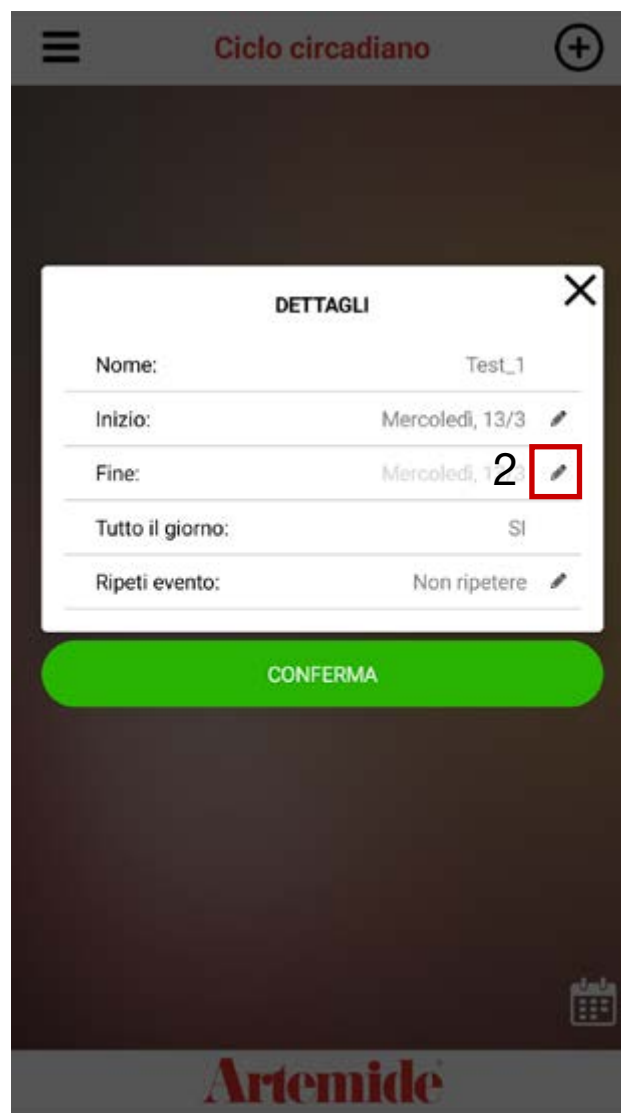 Ciclo circadiano
DETTAGLI
Nome: Test_1
Inizio: Mercoledì, 13/3
Fine: Mercoledì,
2
Tutto il giorno: SI
Ripeti evento: Non ripetere
CONFERMA
Artemide